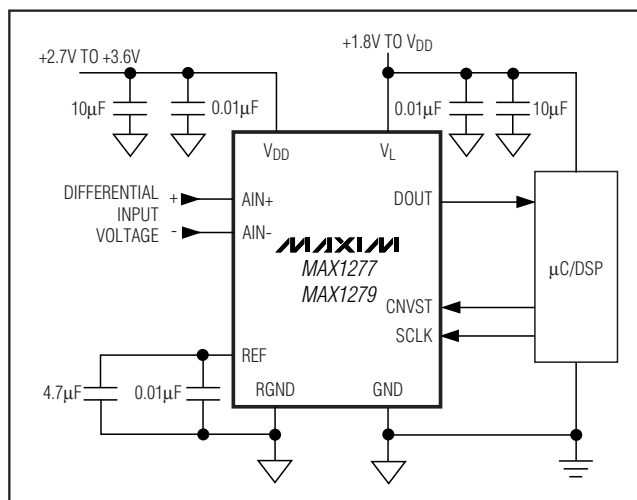 +2.7V TO +3.6V
+1.8V TO VDD
10µF
0.01µF
0.01µF
10µF
VDD
VL
DIFFERENTIAL
INPUT
VOLTAGE
+
-
AIN+
AIN-
DOUT
MAXIM
MAX1277
MAX1279
µC/DSP
CNVST
SCLK
REF
4.7µF
0.01µF
RGND
GND